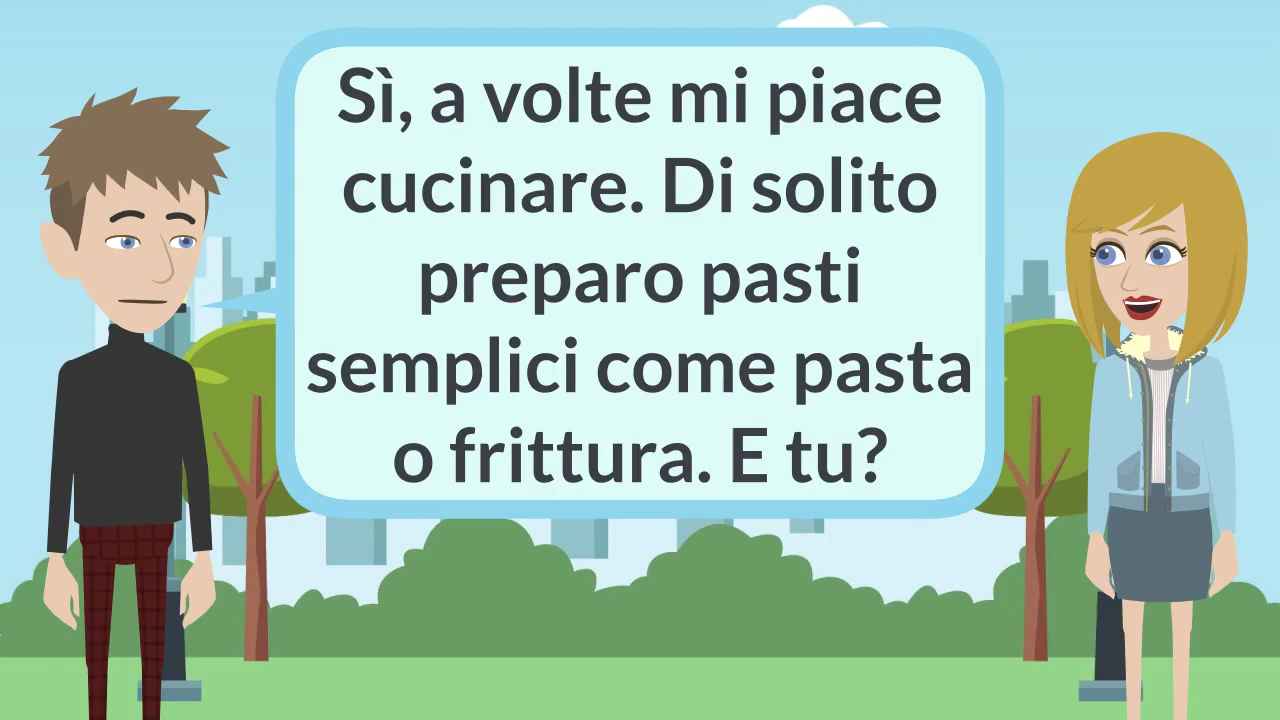 Sì, a volte mi piace
cucinare. Di solito
preparo pasti
semplici come pasta
o frittura. E tu?